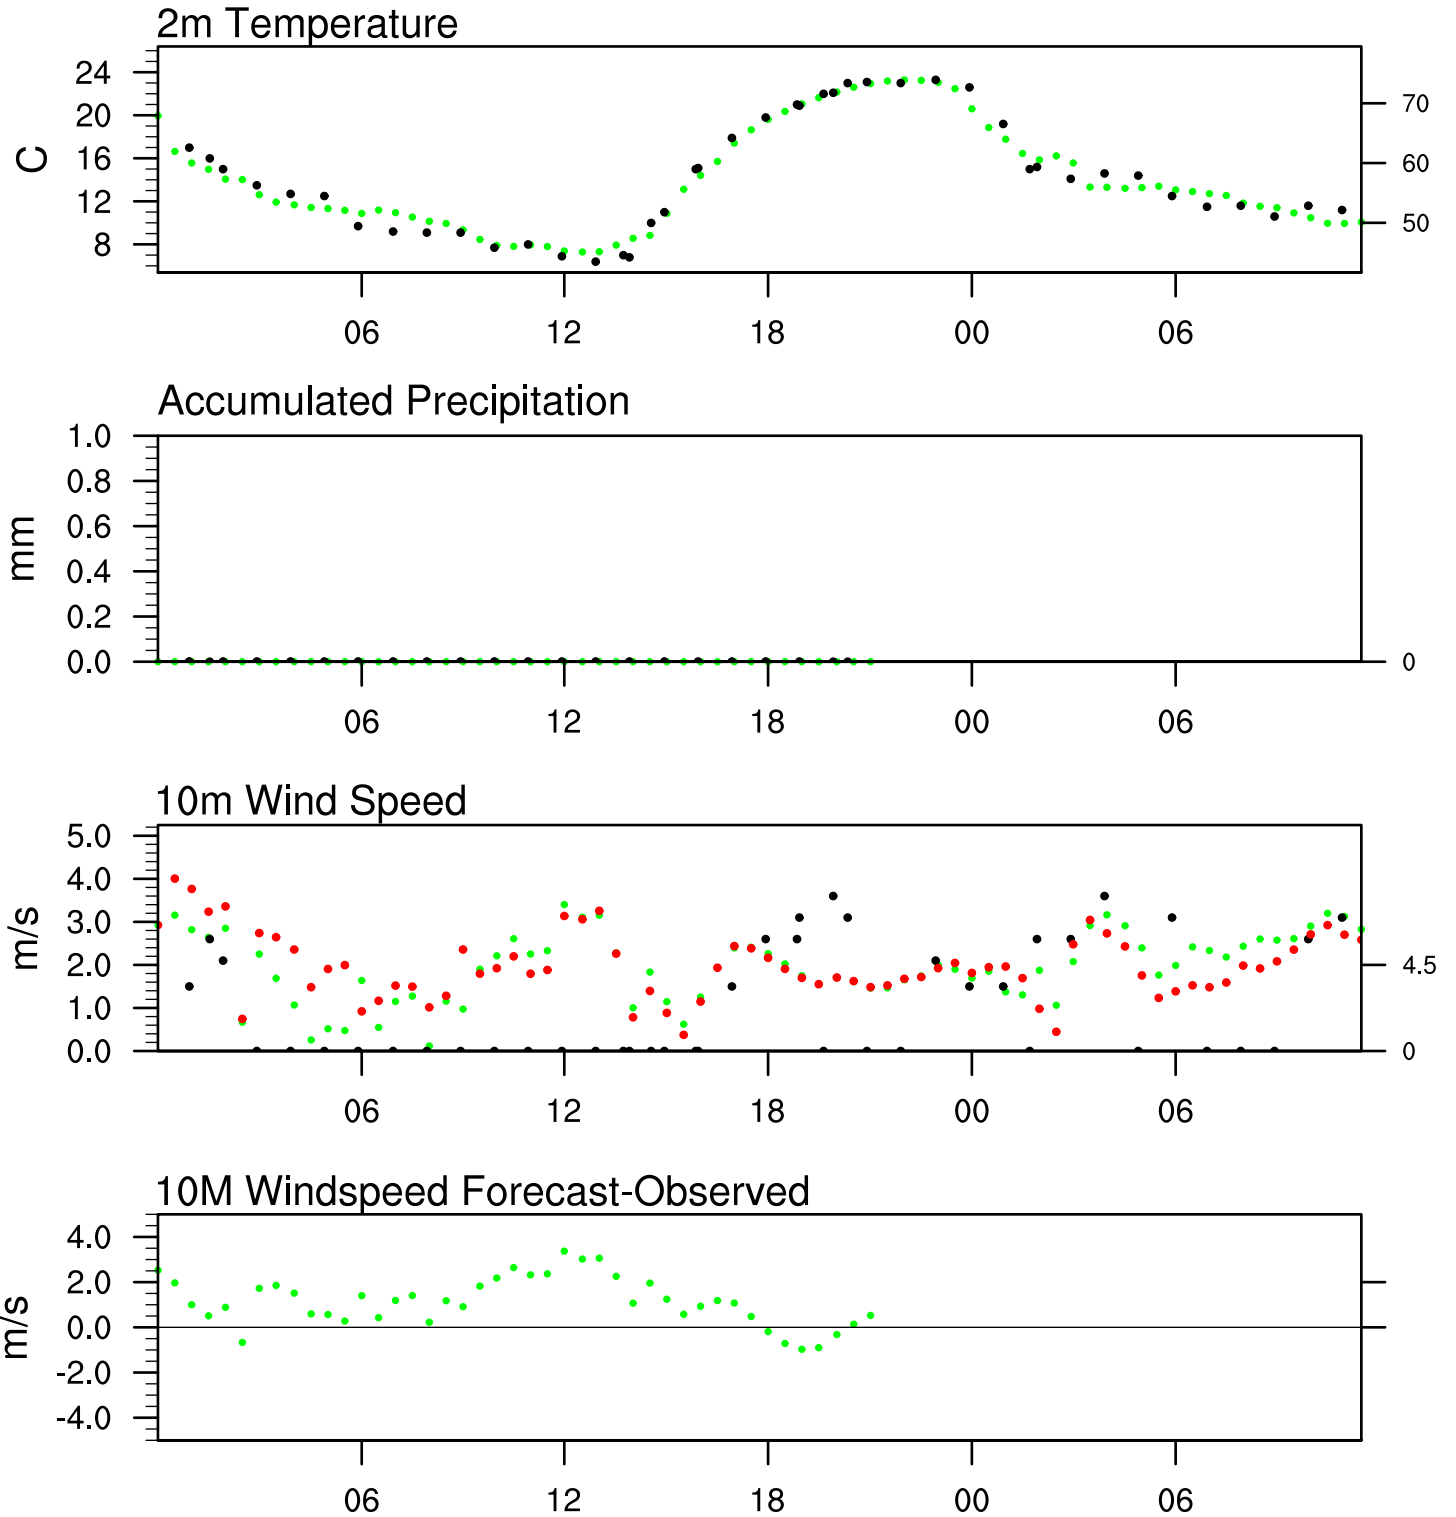 2m Temperature
24
20
16
12
8
C
70
60
50
06 12 18 00 06
Accumulated Precipitation
1.0
0.8
0.6
0.4
0.2
0.0
mm
0
06 12 18 00 06
10m Wind Speed
5.0
4.0
3.0
2.0
1.0
0.0
m/s
4.5
0
06 12 18 00 06
10M Windspeed Forecast-Observed
4.0
2.0
0.0
-2.0
-4.0
m/s
06 12 18 00 06